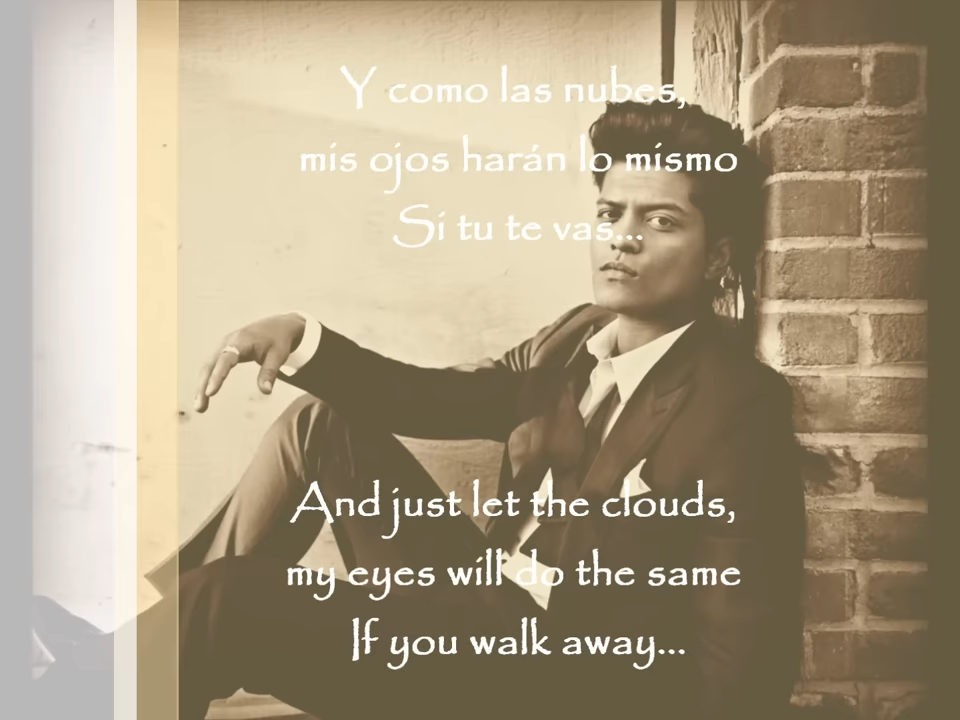 Y como las nubes,
mis ojos harán lo mismo
Si tu te vas...
And just let the clouds,
my eyes will do the same
If you walk away...